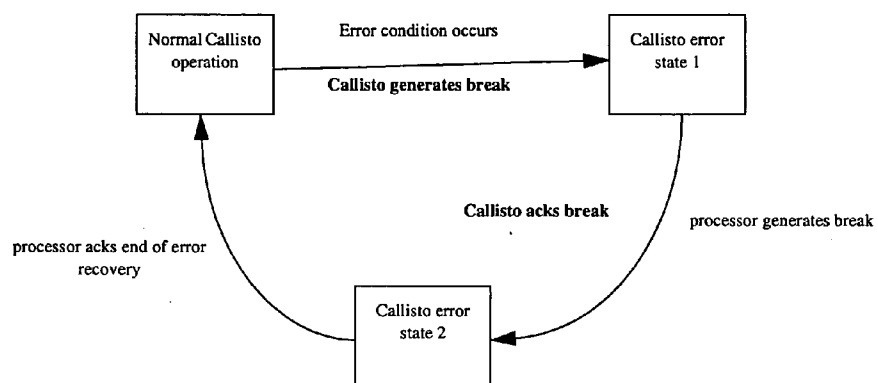 Normal Callisto
operation
Error condition occurs
Callisto generates break
Callisto error
state 1
Callisto acks break
processor generates break
processor acks end of error
recovery
Callisto error
state 2